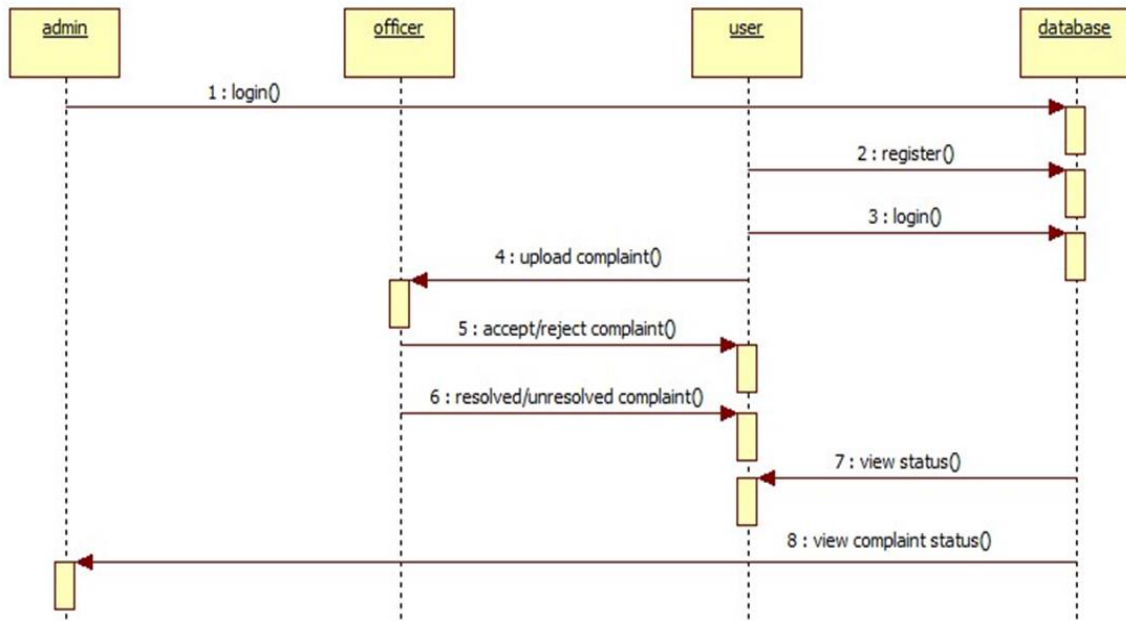 admin
officer
user
database
1 : login()
2 : register()
3 : login()
4 : upload complaint()
5 : accept/reject complaint()
6 : resolved/unresolved complaint()
7 : view status()
8 : view complaint status()